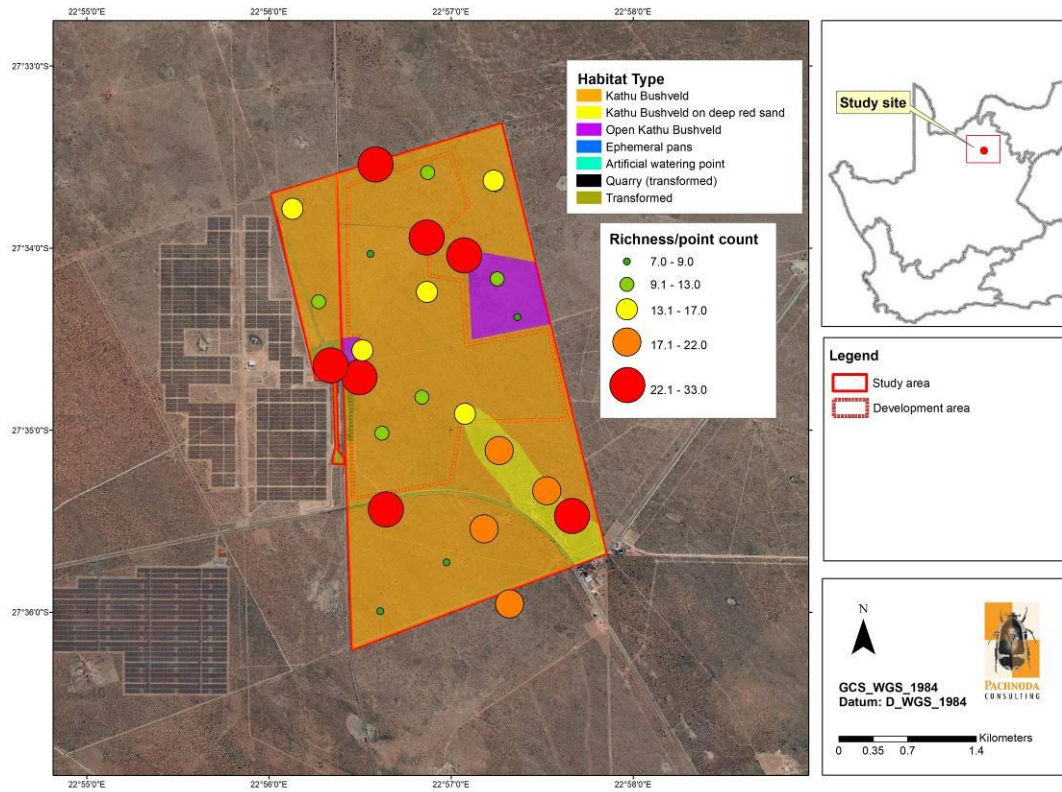 22°55'0"E
22°56'0"E
22°57'0"E
22°58'0"E
27°33'0"S
27°34'0"S
27°35'0"S
27°36'0"S
Habitat Type
Kathu Bushveld
Kathu Bushveld on deep red sand
Open Kathu Bushveld
Ephemeral pans
Artificial watering point
Quarry (transformed)
Transformed
Richness/point count
7.0 - 9.0
9.1 - 13.0
13.1 - 17.0
17.1 - 22.0
22.1 - 33.0
22°55'0"E
22°56'0"E
22°57'0"E
22°58'0"E
Study site
Legend
Study area
Development area
N
GCS_WGS_1984
Datum: D_WGS_1984
PACHNODA
CONSULTING
Kilometers
0 0.35 0.7 1.4